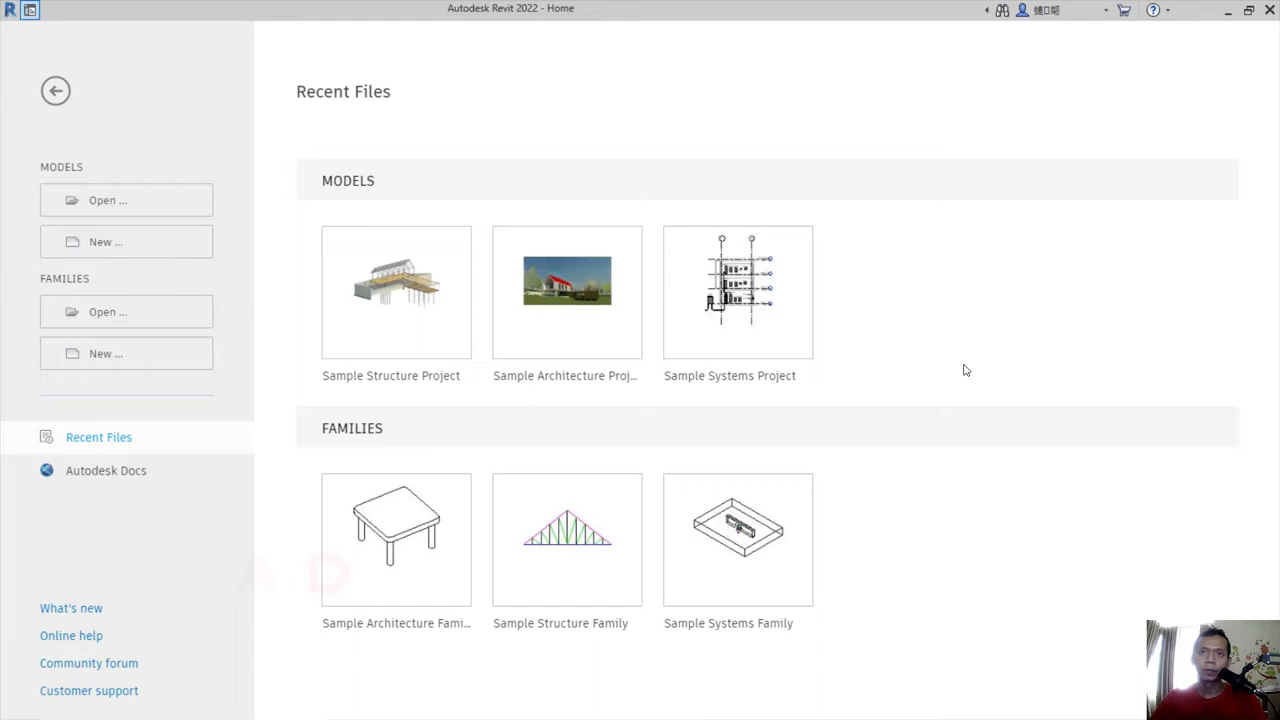 Autodesk Revit 2022 - Home
Recent Files
MODELS
Open ...
New ...
FAMILIES
Open ...
New ...
Recent Files
Autodesk Docs
What's new
Online help
Community forum
Customer support
MODELS
Sample Structure Project
Sample Architecture Proj...
Sample Systems Project
FAMILIES
Sample Architecture Fami...
Sample Structure Family
Sample Systems Family
A D